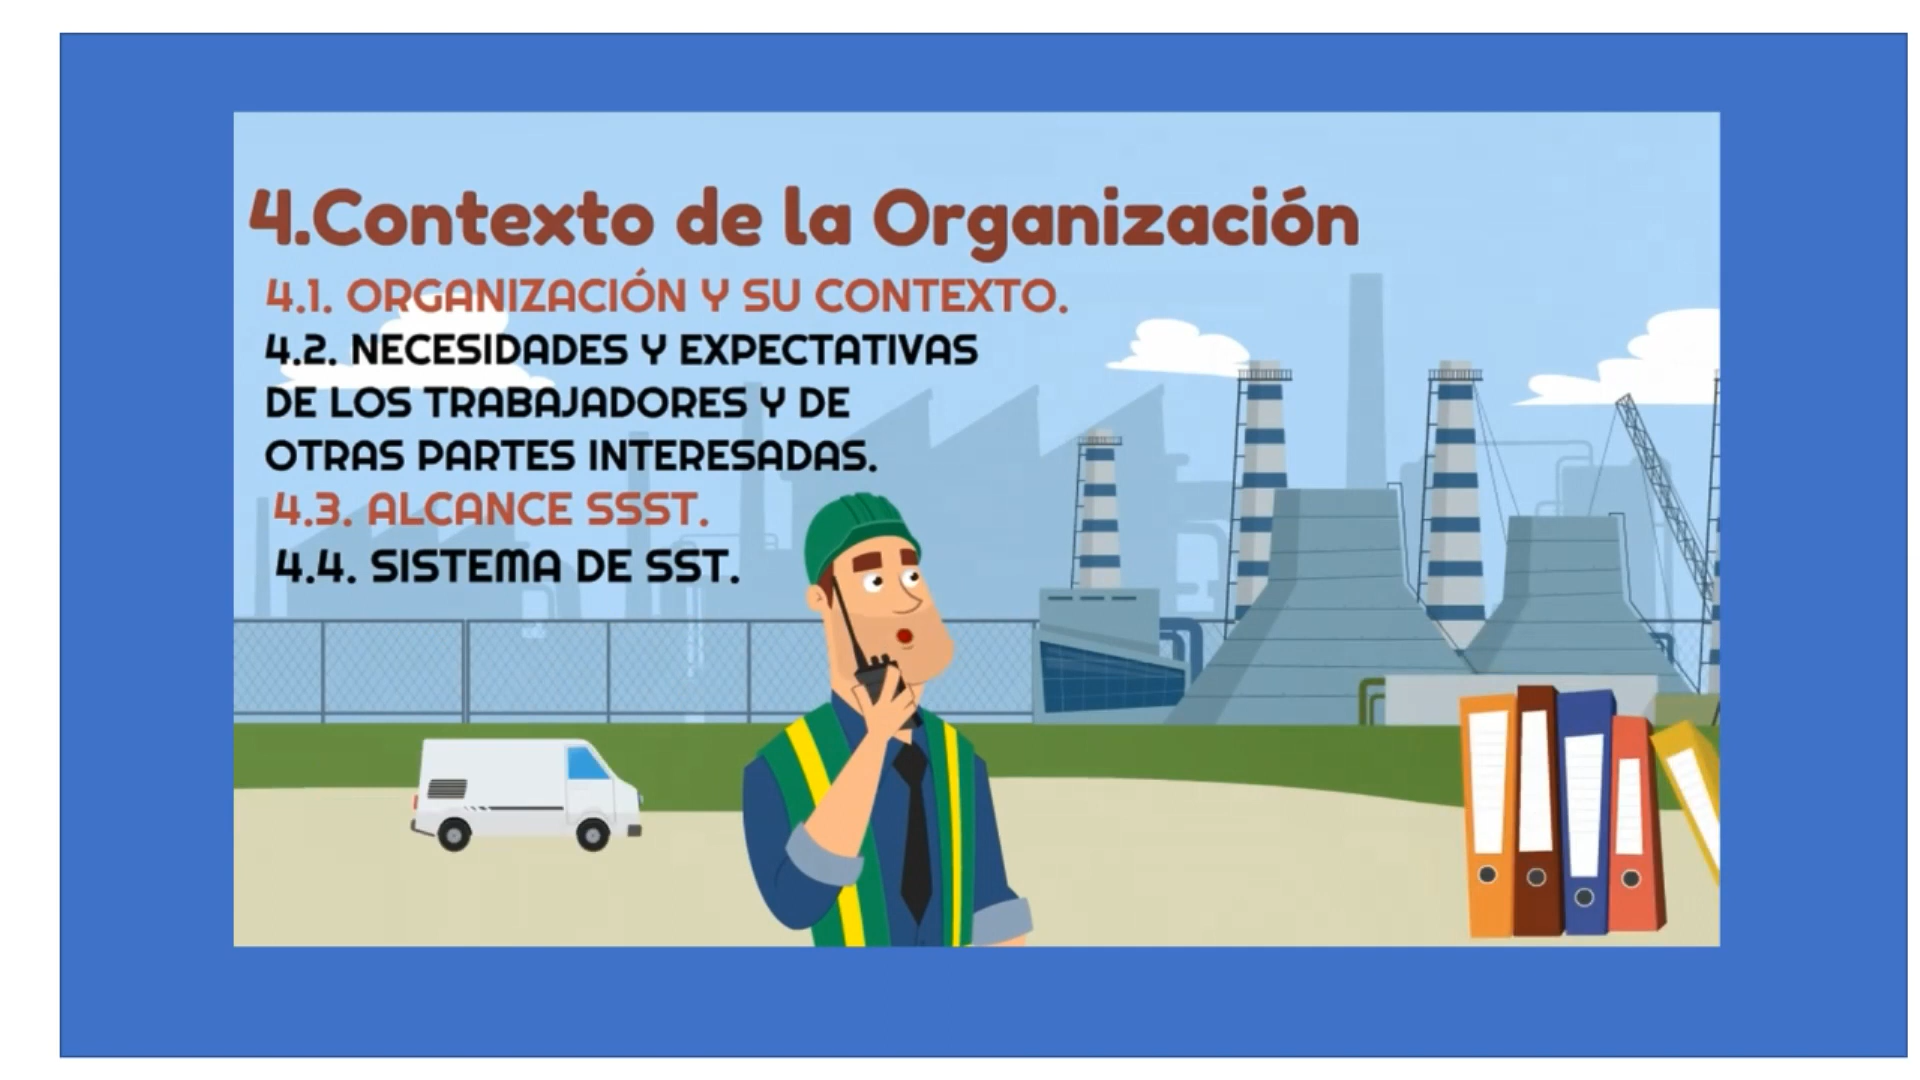 4.Contexto de la Organización
4.1. ORGANIZACIÓN Y SU CONTEXTO.
4.2. NECESIDADES Y EXPECTATIVAS
DE LOS TRABAJADORES Y DE
OTRAS PARTES INTERESADAS.
4.3. ALCANCE SSST.
4.4. SISTEMA DE SST.